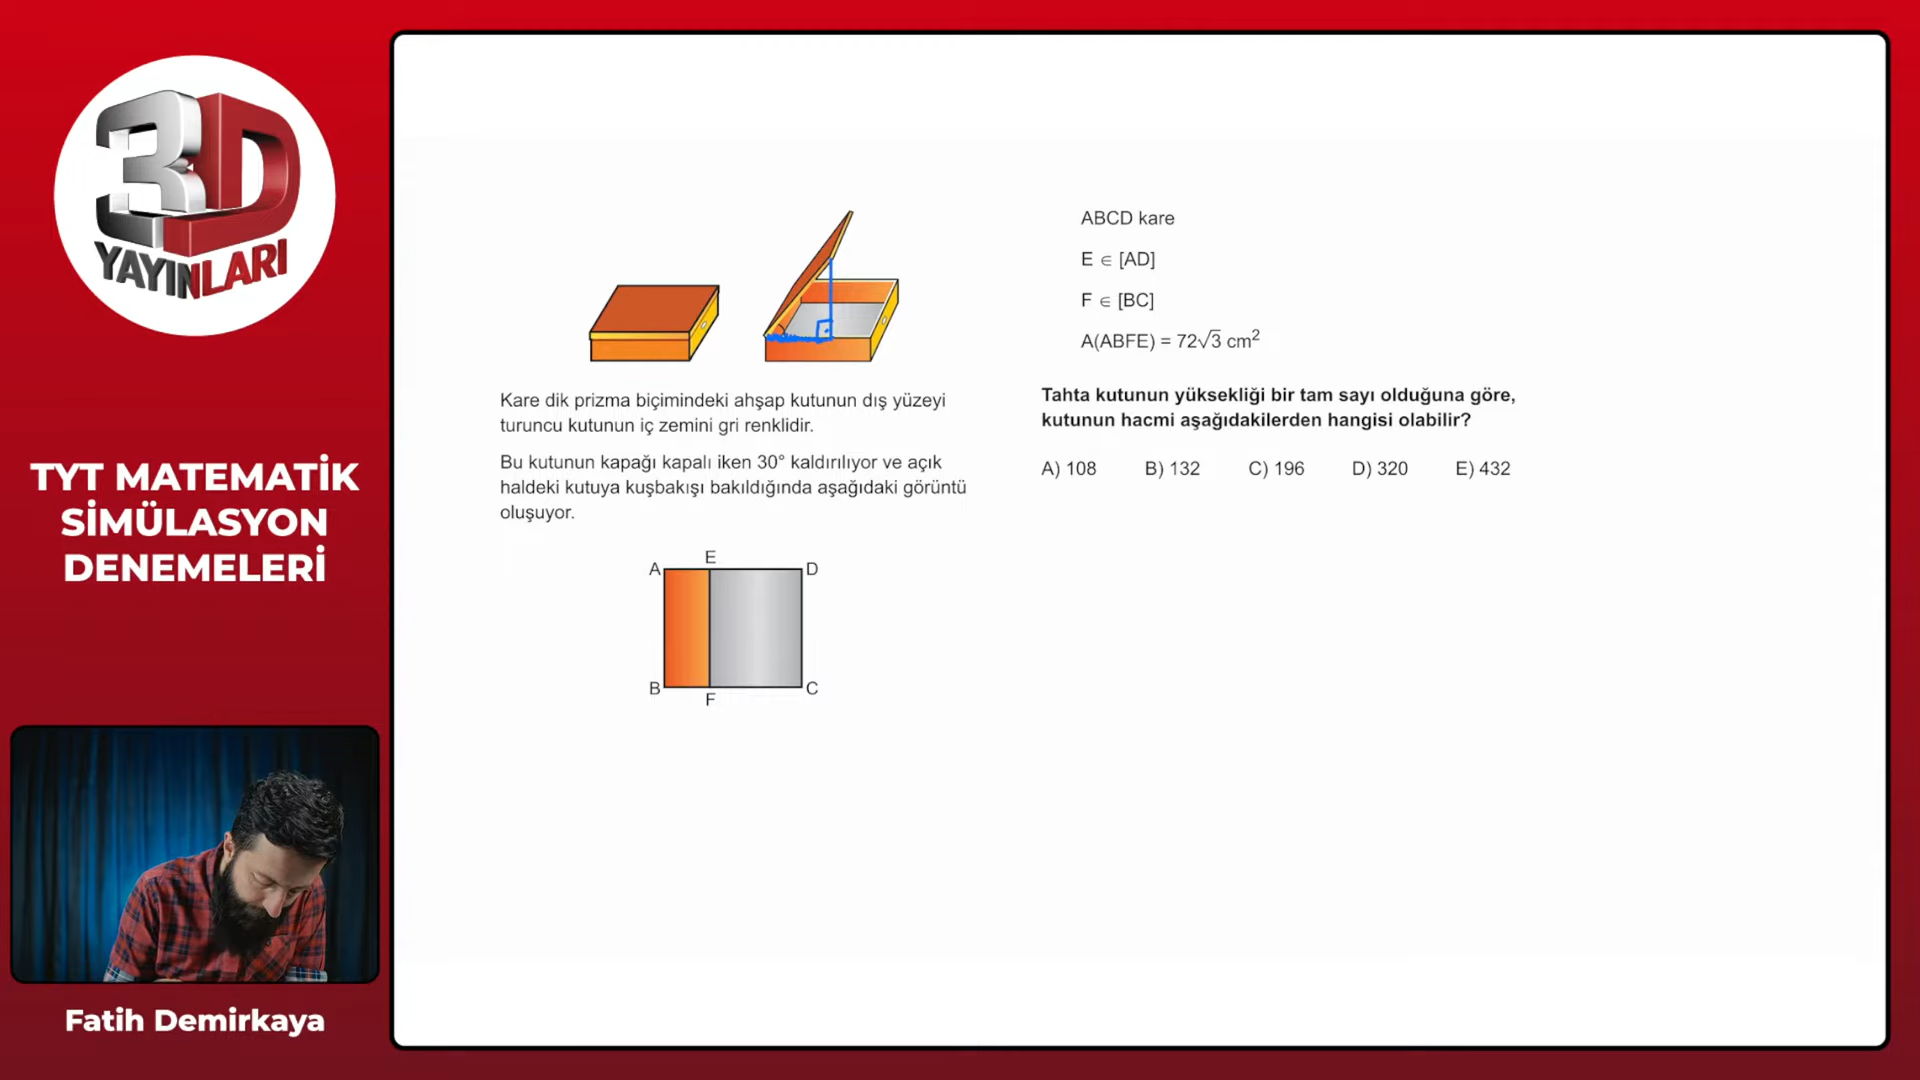 3D
YAYINLARI
TYT MATEMATİK
SİMÜLASYON
DENEMELERİ
Fatih Demirkaya
Kare dik prizma biçimindeki ahşap kutunun dış yüzeyi
turuncu kutunun iç zemini gri renklidir.
Bu kutunun kapağı kapalı iken 30° kaldırılıyor ve açık
haldeki kutuya kuşbakışı bakıldığında aşağıdaki görüntü
oluşuyor.
A E D
B F C
ABCD kare
E ∈ [AD]
F ∈ [BC]
A(ABFE) = 72√3 cm²
Tahta kutunun yüksekliği bir tam sayı olduğuna göre,
kutunun hacmi aşağıdakilerden hangisi olabilir?
A) 108 B) 132 C) 196 D) 320 E) 432